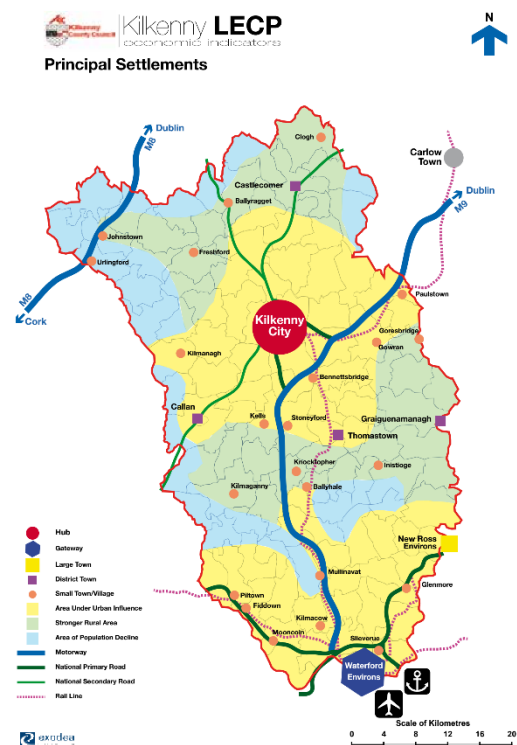 Kilkenny
County Council
Kilkenny LECP
economic indicators
Principal Settlements
N
Dublin
M8
Clogh
Carlow
Town
Castlecomer
Dublin
M9
Ballyragget
Johnstown
Freshford
Urlingford
M8
Cork
Paulstown
Kilkenny
City
Goresbridge
Gowran
Kilmanagh
Bennettsbridge
Callan
Kells
Stoneyford
Graiguenamanagh
Thomastown
Knocktopher
Inistioge
Kilmaganny
Ballyhale
New Ross
Environs
Mullinavat
Glenmore
Piltown
Fiddown
Kilmacow
Mooncoin
Slieverue
Waterford
Environs
Hub
Gateway
Large Town
District Town
Small Town/Village
Area Under Urban Influence
Stronger Rural Area
Area of Population Decline
Motorway
National Primary Road
National Secondary Road
Rail Line
Scale of Kilometres
0 4 8 12 16 20
exodea